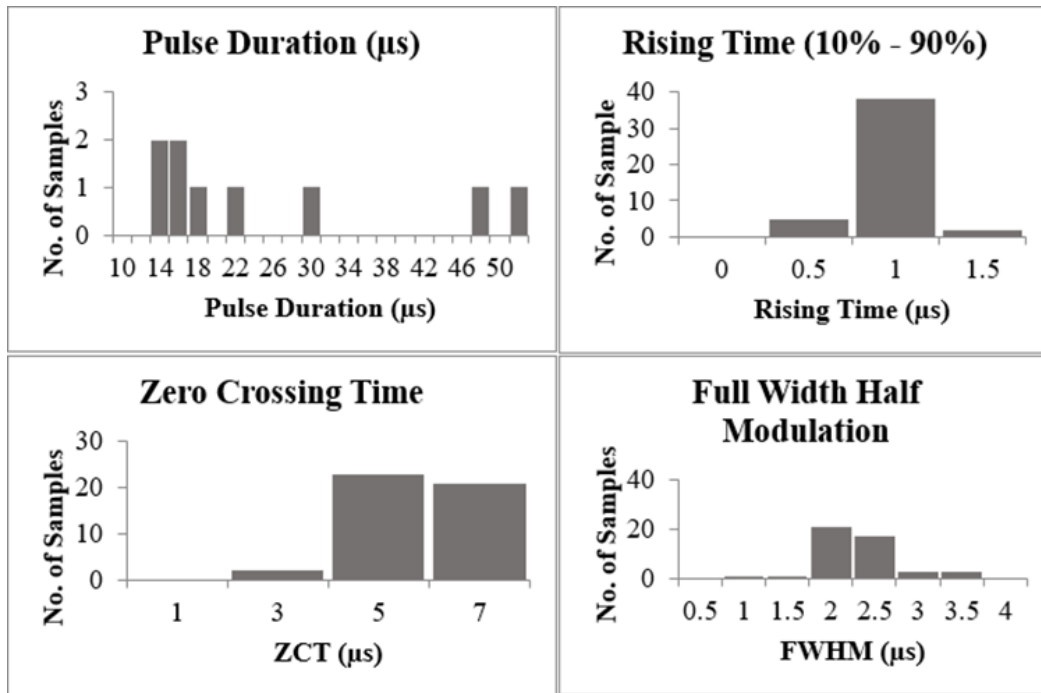 Pulse Duration (µs)
No. of Samples
3
2
1
0
10 14 18 22 26 30 34 38 42 46 50
Pulse Duration (µs)
Rising Time (10% - 90%)
No. of Sample
40
30
20
10
0
0 0.5 1 1.5
Rising Time (µs)
Zero Crossing Time
No. of Samples
30
20
10
0
1 3 5 7
ZCT (µs)
Full Width Half
Modulation
No. of Samples
40
20
0
0.5 1 1.5 2 2.5 3 3.5 4
FWHM (µs)